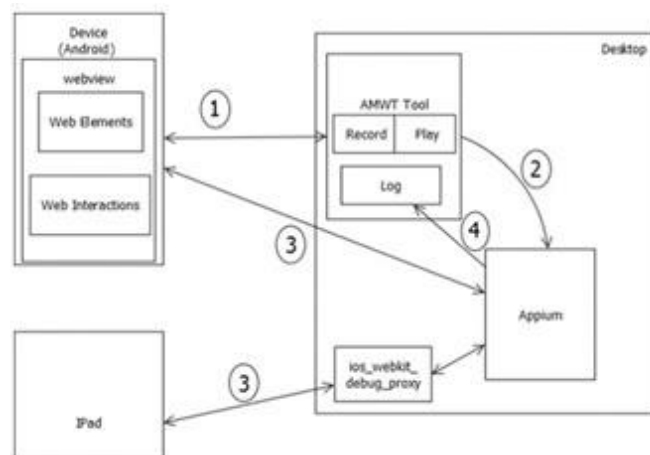 Device
(Android)
webview
Web Elements
Web Interactions
1
Desktop
AMWT Tool
Record
Play
Log
2
3
4
Appium
ios_webkit_
debug_proxy
3
IPad